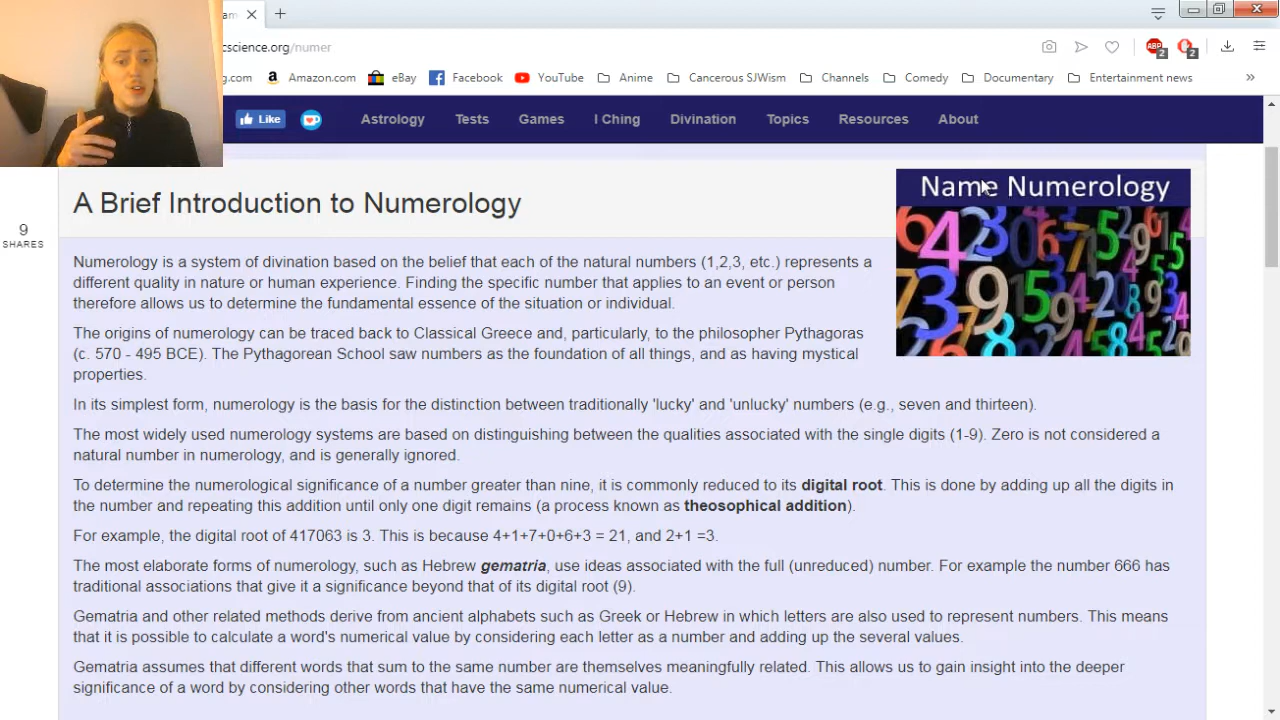 cscience.org/numer
2
2
g.com
Amazon.com
eBay
Facebook
YouTube
Anime
Cancerous SJWism
Channels
Comedy
Documentary
Entertainment news
»
Like
Astrology
Tests
Games
I Ching
Divination
Topics
Resources
About
9
SHARES
A Brief Introduction to Numerology
Name Numerology
Numerology is a system of divination based on the belief that each of the natural numbers (1,2,3, etc.) represents a
different quality in nature or human experience. Finding the specific number that applies to an event or person
therefore allows us to determine the fundamental essence of the situation or individual.
The origins of numerology can be traced back to Classical Greece and, particularly, to the philosopher Pythagoras
(c. 570 - 495 BCE). The Pythagorean School saw numbers as the foundation of all things, and as having mystical
properties.
In its simplest form, numerology is the basis for the distinction between traditionally 'lucky' and 'unlucky' numbers (e.g., seven and thirteen).
The most widely used numerology systems are based on distinguishing between the qualities associated with the single digits (1-9). Zero is not considered a
natural number in numerology, and is generally ignored.
To determine the numerological significance of a number greater than nine, it is commonly reduced to its digital root. This is done by adding up all the digits in
the number and repeating this addition until only one digit remains (a process known as theosophical addition).
For example, the digital root of 417063 is 3. This is because 4+1+7+0+6+3 = 21, and 2+1 =3.
The most elaborate forms of numerology, such as Hebrew gematria, use ideas associated with the full (unreduced) number. For example the number 666 has
traditional associations that give it a significance beyond that of its digital root (9).
Gematria and other related methods derive from ancient alphabets such as Greek or Hebrew in which letters are also used to represent numbers. This means
that it is possible to calculate a word's numerical value by considering each letter as a number and adding up the several values.
Gematria assumes that different words that sum to the same number are themselves meaningfully related. This allows us to gain insight into the deeper
significance of a word by considering other words that have the same numerical value.